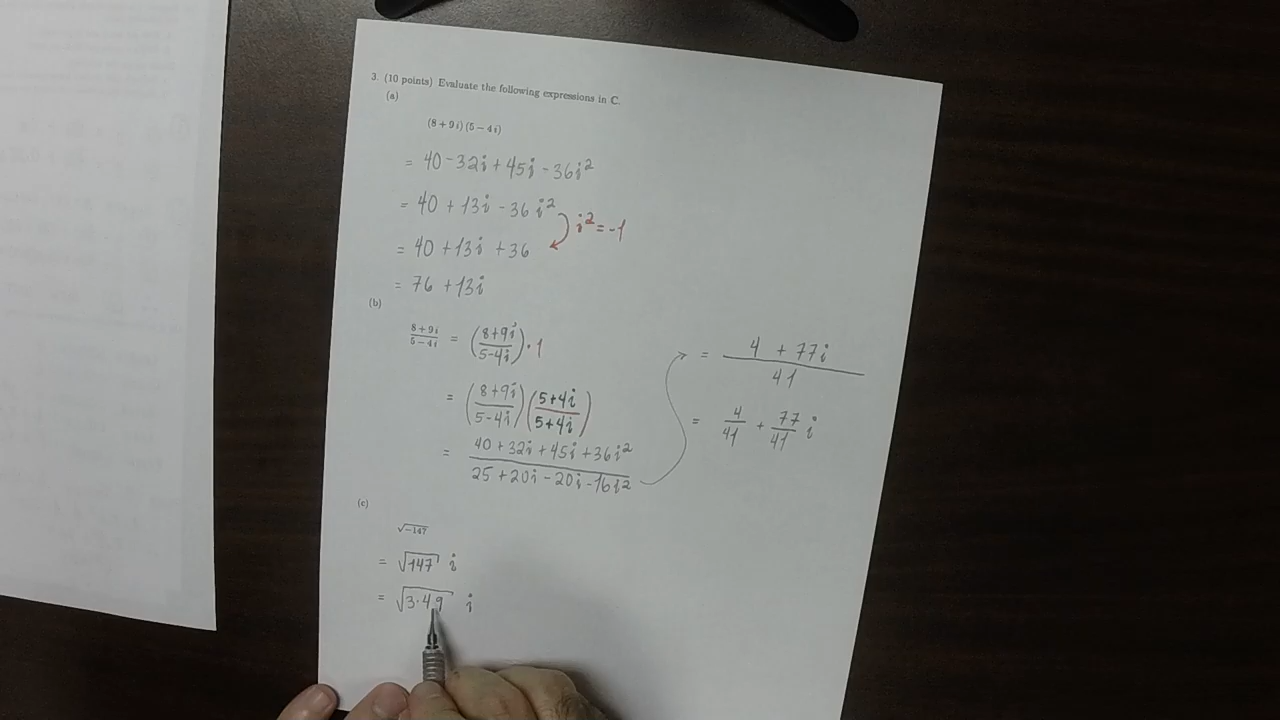 3. (10 points) Evaluate the following expressions in C.
(a)
(8 + 9i)(5 − 4i)
= 40 - 32i + 45i - 36i²
= 40 + 13i - 36 i²
i² = -1
= 40 + 13i + 36
= 76 + 13i
(b)
(8+9i)/(5−4i) = ((8+9i)/(5-4i)) · 1
= ((8+9i)/(5-4i)) ((5+4i)/(5+4i))
= (40 + 32i + 45i + 36i²)/(25 + 20i - 20i - 16i²)
= (4 + 77i)/41
= 4/41 + 77/41 i
(c)
√−147
= √147 i
= √3·49 i